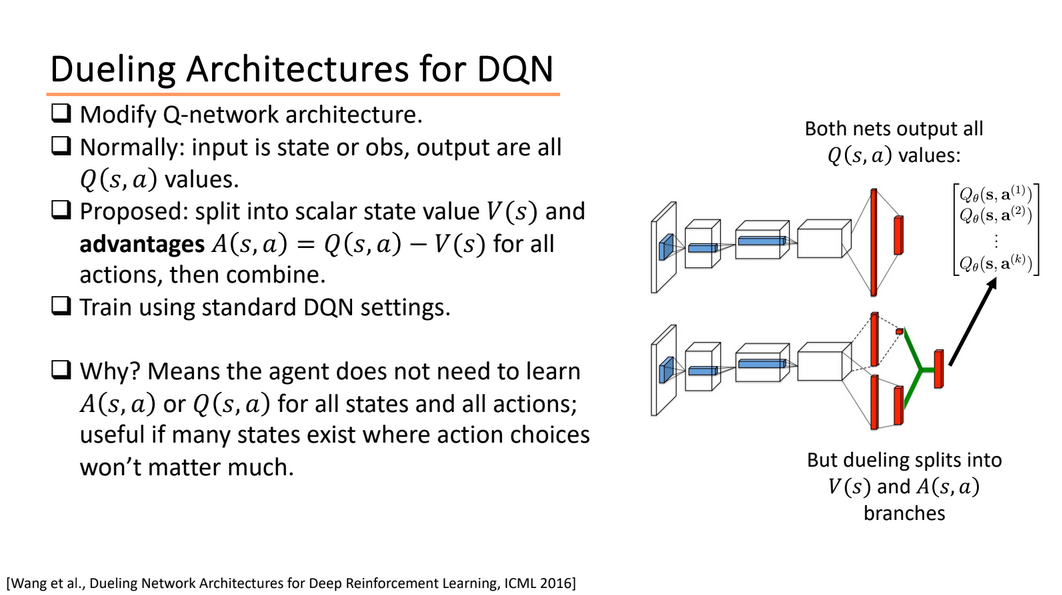 Dueling Architectures for DQN
❑ Modify Q-network architecture.
❑ Normally: input is state or obs, output are all
Q(s, a) values.
❑ Proposed: split into scalar state value V(s) and
advantages A(s, a) = Q(s, a) − V(s) for all
actions, then combine.
❑ Train using standard DQN settings.
❑ Why? Means the agent does not need to learn
A(s, a) or Q(s, a) for all states and all actions;
useful if many states exist where action choices
won’t matter much.
Both nets output all
Q(s, a) values:
Qθ(s, a(1))
Qθ(s, a(2))
⋮
Qθ(s, a(k))
But dueling splits into
V(s) and A(s, a)
branches
[Wang et al., Dueling Network Architectures for Deep Reinforcement Learning, ICML 2016]